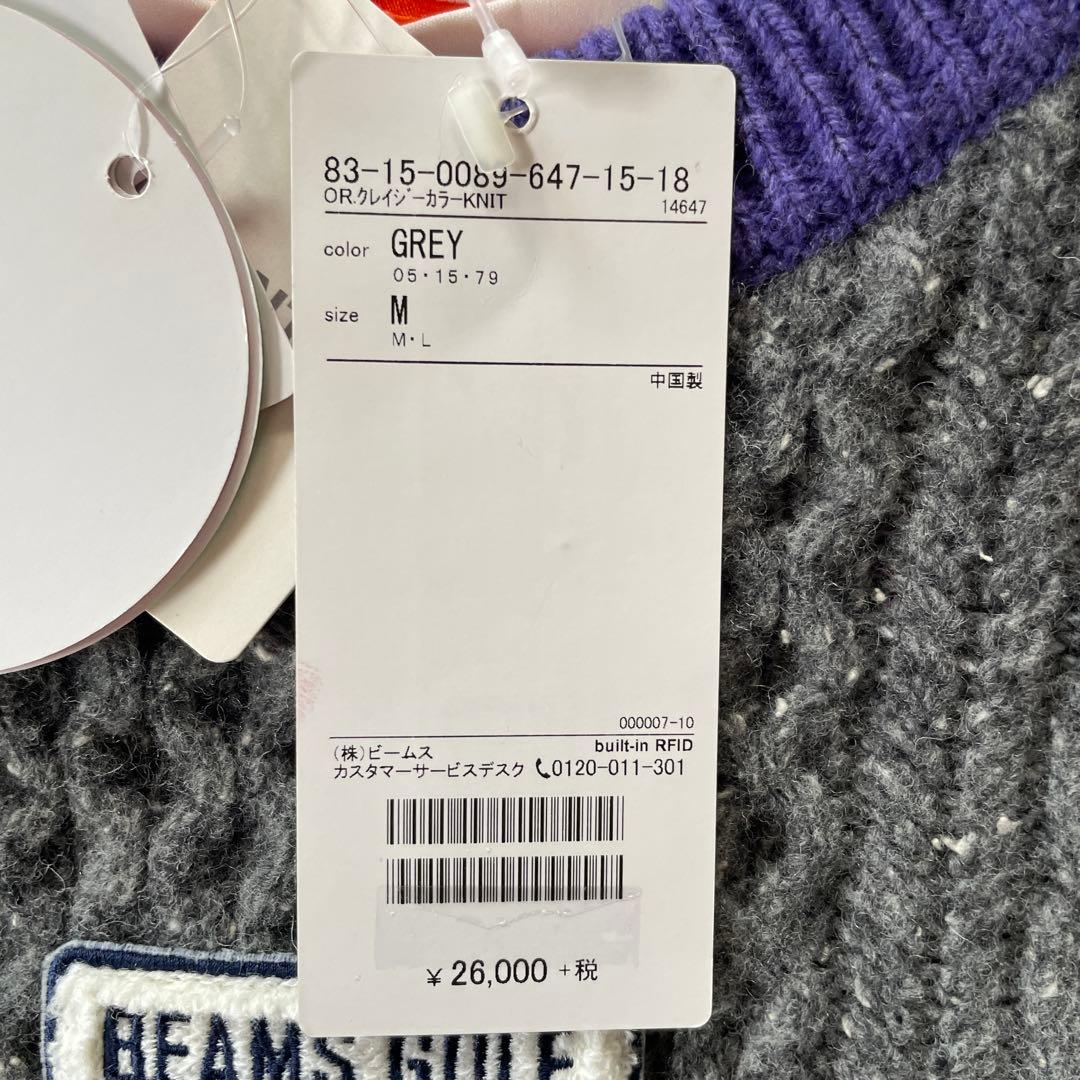 83-15-0089-647-15-18
OR.クレイジーカラーKNIT 14647
color GREY
05・15・79
size M
M・L
中国製
000007-10
built-in RFID
(株)ビームス
カスタマーサービスデスク 0120-011-301
¥ 26,000 +税
BEAMS GOLF